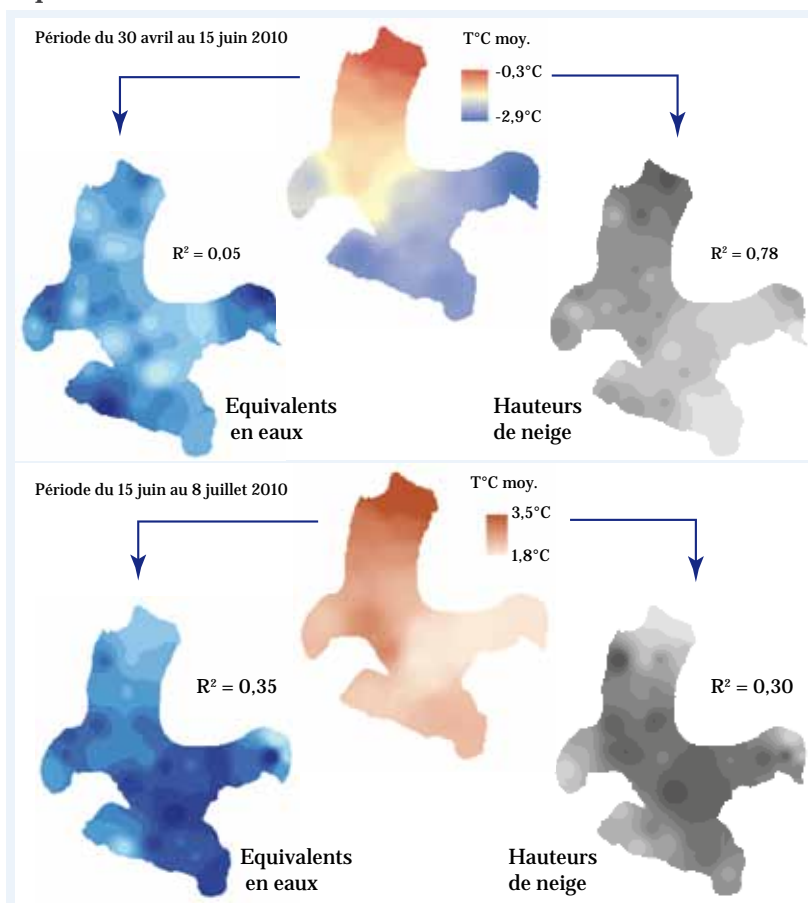 Période du 30 avril au 15 juin 2010
T°C moy.
-0,3°C
-2,9°C
R² = 0,05
R² = 0,78
Equivalents
en eaux
Hauteurs
de neige
Période du 15 juin au 8 juillet 2010
T°C moy.
3,5°C
1,8°C
R² = 0,35
R² = 0,30
Equivalents
en eaux
Hauteurs
de neige